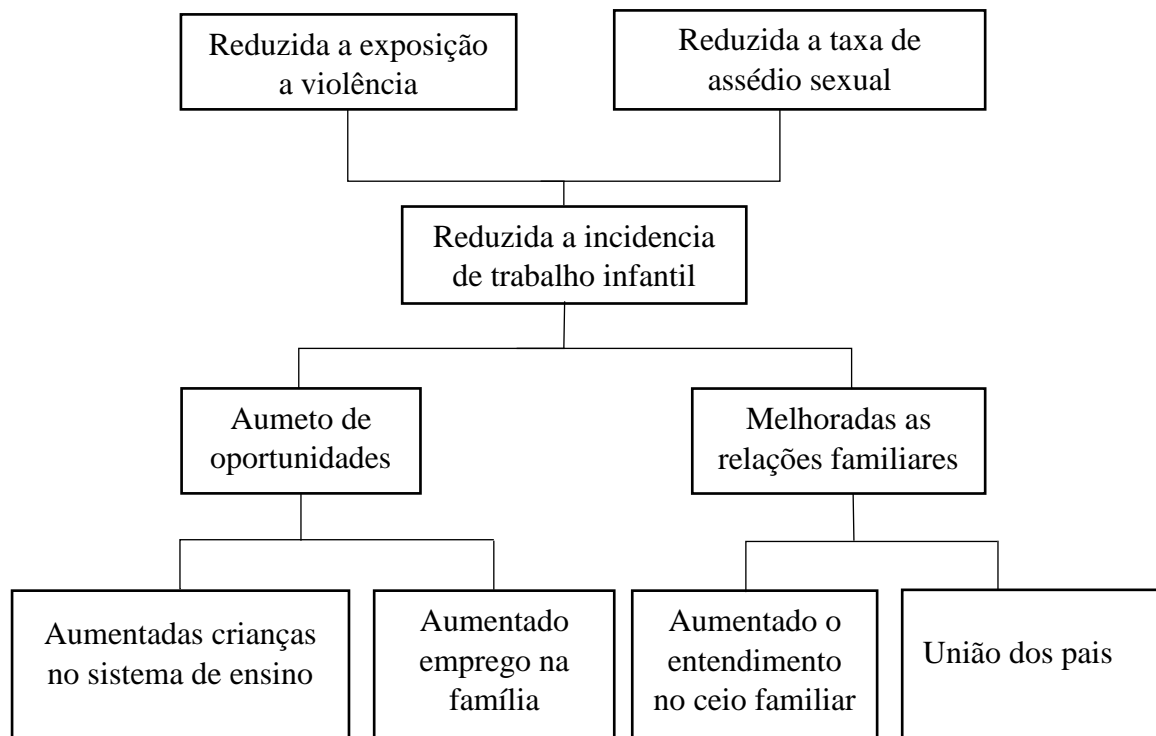 Reduzida a exposição
a violência
Reduzida a taxa de
assédio sexual
Reduzida a incidencia
de trabalho infantil
Aumeto de
oportunidades
Melhoradas as
relações familiares
Aumentadas crianças
no sistema de ensino
Aumentado
emprego na
família
Aumentado o
entendimento
no ceio familiar
União dos pais